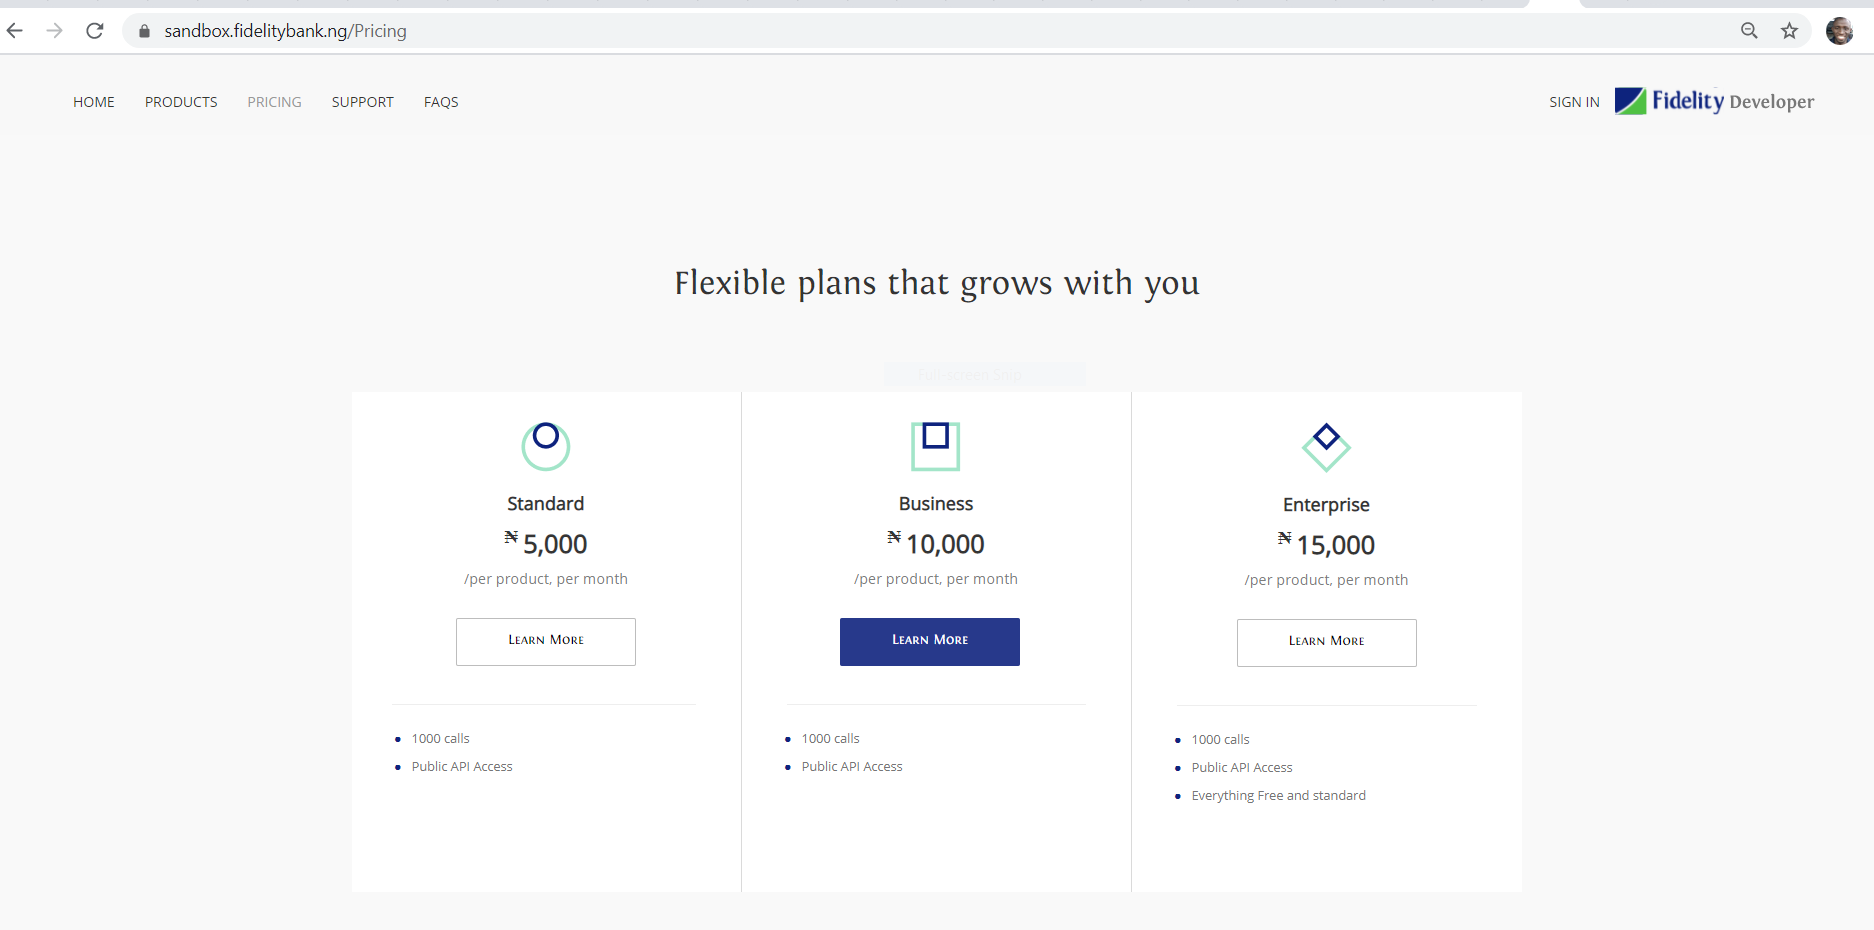 sandbox.fidelitybank.ng/Pricing
HOME PRODUCTS PRICING SUPPORT FAQS SIGN IN Fidelity Developer
Flexible plans that grows with you
Full-screen Snip
Standard
₦ 5,000
/per product, per month
LEARN MORE
1000 calls
Public API Access
Business
₦ 10,000
/per product, per month
LEARN MORE
1000 calls
Public API Access
Enterprise
₦ 15,000
/per product, per month
LEARN MORE
1000 calls
Public API Access
Everything Free and standard